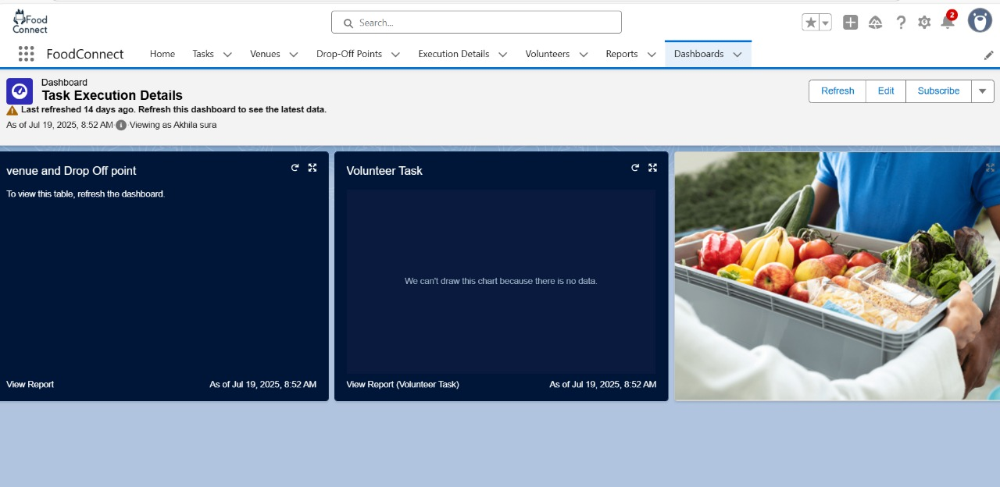 Food
Connect
Search...
2
FoodConnect
Home
Tasks
Venues
Drop-Off Points
Execution Details
Volunteers
Reports
Dashboards
Dashboard
Task Execution Details
Last refreshed 14 days ago. Refresh this dashboard to see the latest data.
As of Jul 19, 2025, 8:52 AM Viewing as Akhila sura
Refresh
Edit
Subscribe
venue and Drop Off point
To view this table, refresh the dashboard.
View Report
As of Jul 19, 2025, 8:52 AM
Volunteer Task
We can't draw this chart because there is no data.
View Report (Volunteer Task)
As of Jul 19, 2025, 8:52 AM